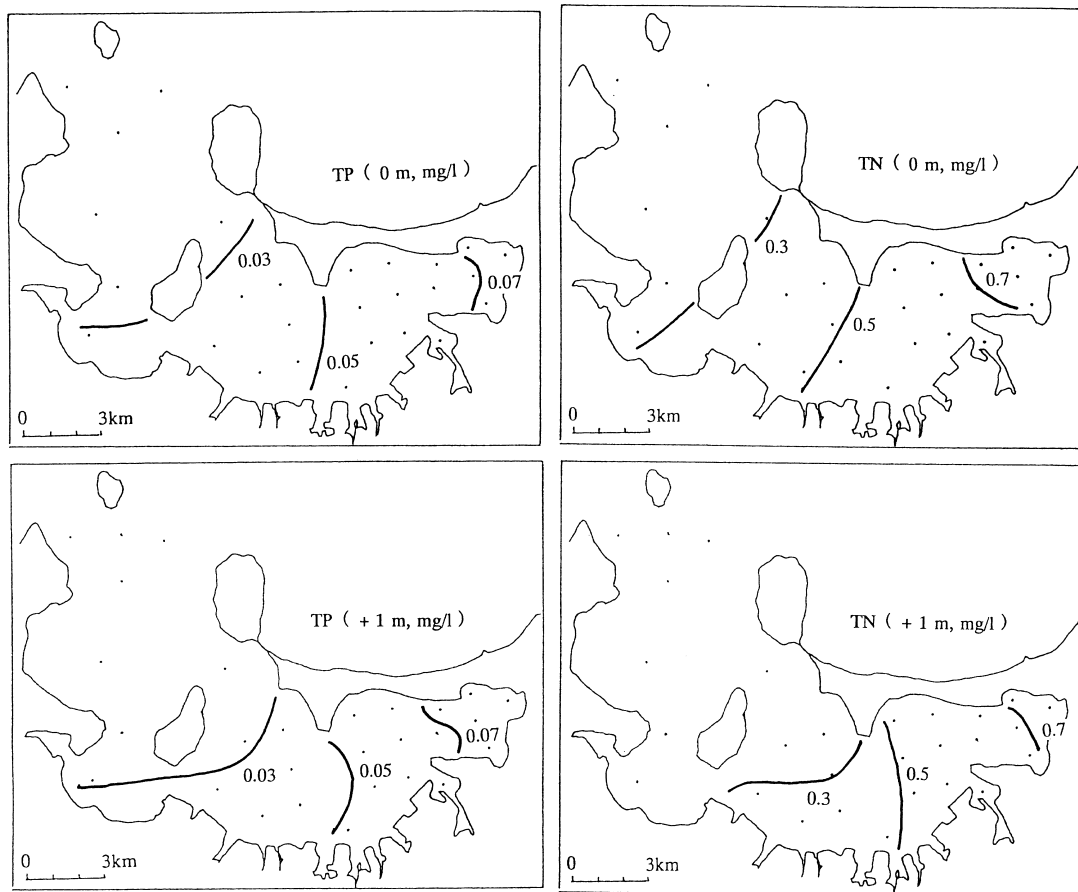 TP ( 0 m, mg/l )
0.03
0.07
0.05
0 3km
TN ( 0 m, mg/l )
0.3
0.7
0.5
0 3km
TP ( + 1 m, mg/l )
0.07
0.03
0.05
0 3km
TN ( + 1 m, mg/l )
0.7
0.5
0.3
0 3km